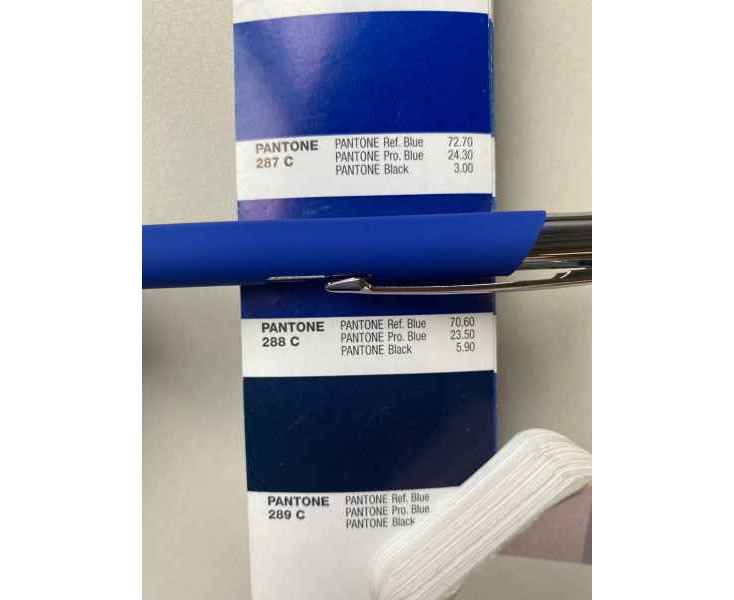 PANTONE PANTONE Ref. Blue 72.70
287 C PANTONE Pro. Blue 24.30
PANTONE Black 3.00
PANTONE PANTONE Ref. Blue 70.60
288 C PANTONE Pro. Blue 23.50
PANTONE Black 5.90
PANTONE PANTONE Ref. Blue
289 C PANTONE Pro. Blue
PANTONE Black